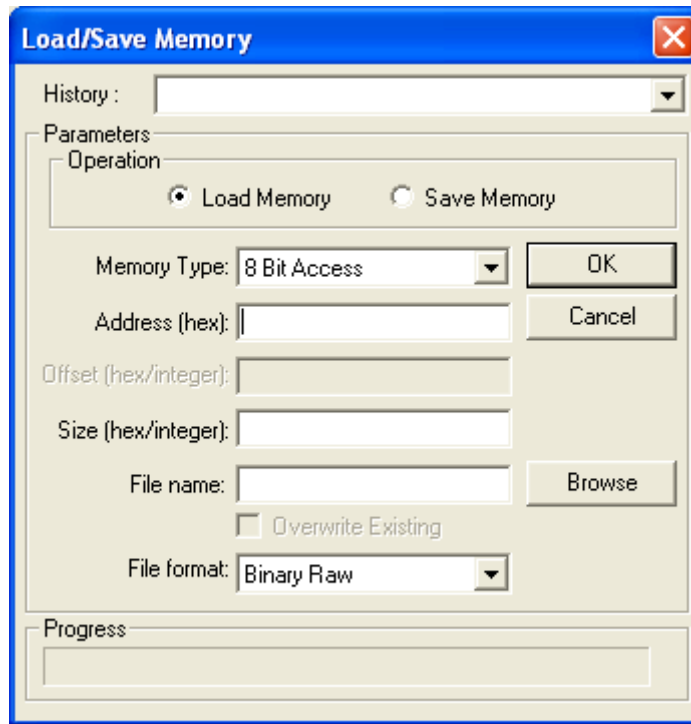 Load/Save Memory
History :
Parameters
Operation
Load Memory Save Memory
Memory Type: 8 Bit Access OK
Address (hex): Cancel
Offset (hex/integer):
Size (hex/integer):
File name: Browse
Overwrite Existing
File format: Binary Raw
Progress